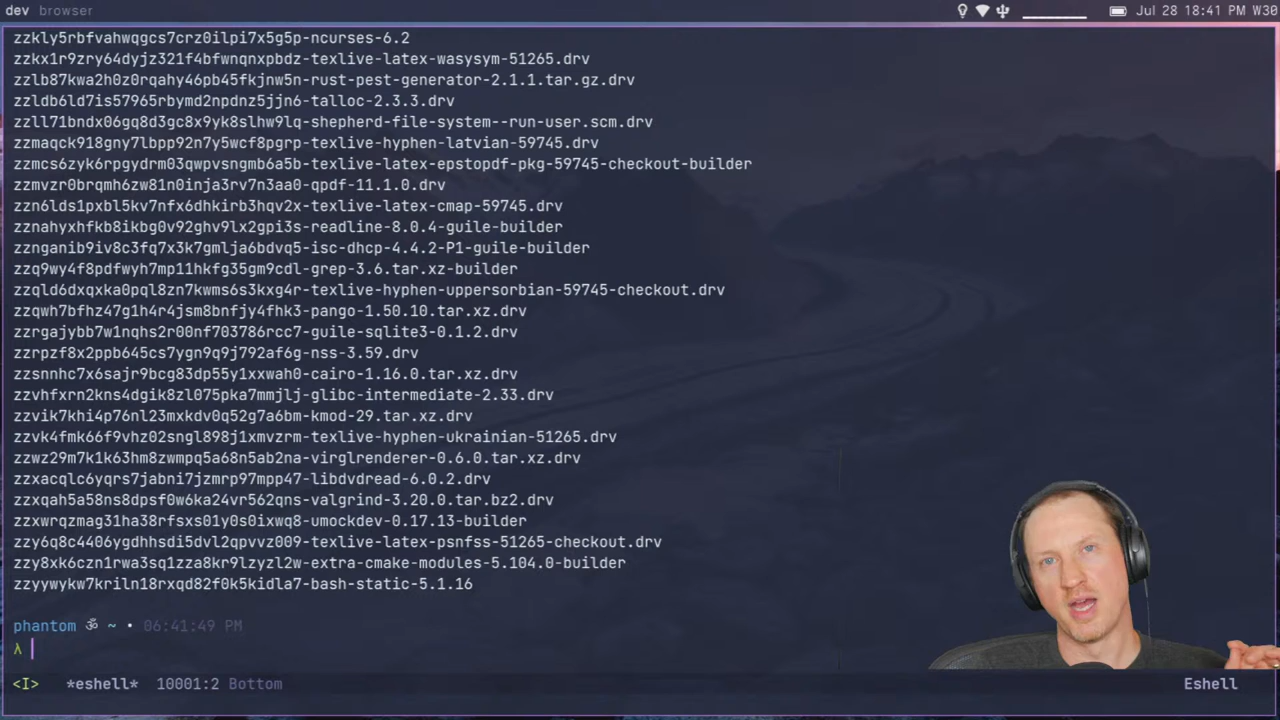 dev browser Jul 28 18:41 PM W30
zzkly5rbfvahwqgcs7crz0ilpi7x5g5p-ncurses-6.2
zzkx1r9zry64dyjz321f4bfwnqnxpbdz-texlive-latex-wasysym-51265.drv
zzlb87kwa2h0z0rqahy46pb45fkjnw5n-rust-pest-generator-2.1.1.tar.gz.drv
zzldb6ld7is57965rbymd2npdnz5jjn6-talloc-2.3.3.drv
zzll71bndx06gq8d3gc8x9yk8slhw9lq-shepherd-file-system--run-user.scm.drv
zzmaqck918gny7lbpp92n7y5wcf8pgrp-texlive-hyphen-latvian-59745.drv
zzmcs6zyk6rpgydrm03qwpvsngmb6a5b-texlive-latex-epstopdf-pkg-59745-checkout-builder
zzmvzr0brqmh6zw81n0inja3rv7n3aa0-qpdf-11.1.0.drv
zzn6lds1pxbl5kv7nfx6dhkirb3hqv2x-texlive-latex-cmap-59745.drv
zznahyxhfkb8ikbg0v92ghv9lx2gpi3s-readline-8.0.4-guile-builder
zznganib9iv8c3fq7x3k7gmlja6bdvq5-isc-dhcp-4.4.2-P1-guile-builder
zzq9wy4f8pdfwyh7mp11hkfg35gm9cdl-grep-3.6.tar.xz-builder
zzqld6dxqxka0pql8zn7kwms6s3kxg4r-texlive-hyphen-uppersorbian-59745-checkout.drv
zzqwh7bfhz47g1h4r4jsm8bnfjy4fhk3-pango-1.50.10.tar.xz.drv
zzrgajybb7w1nqhs2r00nf703786rcc7-guile-sqlite3-0.1.2.drv
zzrpzf8x2ppb645cs7ygn9q9j792af6g-nss-3.59.drv
zzsnnhc7x6sajr9bcg83dp55y1xxwah0-cairo-1.16.0.tar.xz.drv
zzvhfxrn2kns4dgik8zl075pka7mmjlj-glibc-intermediate-2.33.drv
zzvik7khi4p76nl23mxkdv0q52g7a6bm-kmod-29.tar.xz.drv
zzvk4fmk66f9vhz02sngl898j1xmvzrm-texlive-hyphen-ukrainian-51265.drv
zzwz29m7k1k63hm8zwmpq5a68n5ab2na-virglrenderer-0.6.0.tar.xz.drv
zzxacqlc6yqrs7jabni7jzmrp97mpp47-libdvdread-6.0.2.drv
zzxqah5a58ns8dpsf0w6ka24vr562qns-valgrind-3.20.0.tar.bz2.drv
zzxwrqzmag31ha38rfsxs01y0s0ixwq8-umockdev-0.17.13-builder
zzy6q8c4406ygdhhsdi5dvl2qpvvz009-texlive-latex-psnfss-51265-checkout.drv
zzy8xk6czn1rwa3sq1zza8kr9lzyzl2w-extra-cmake-modules-5.104.0-builder
zzyywykw7kriln18rxqd82f0k5kidla7-bash-static-5.1.16
phantom ॐ ~ • 06:41:49 PM
λ
<I> *eshell* 10001:2 Bottom Eshell